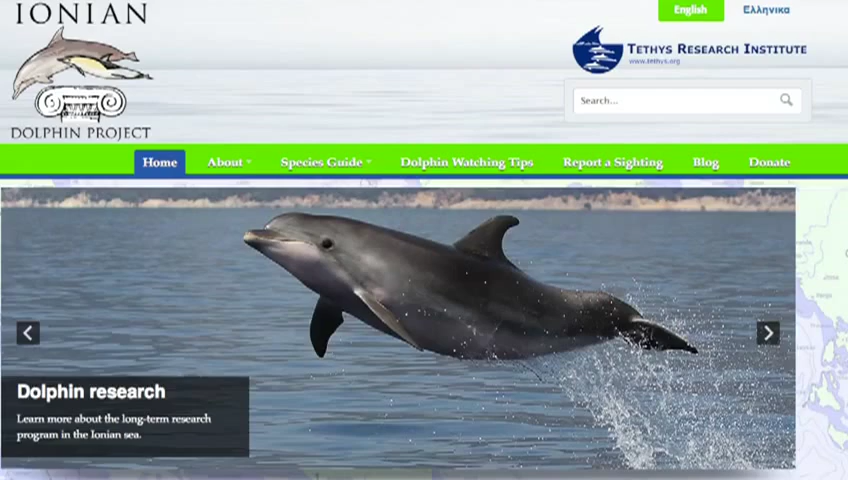 IONIAN
DOLPHIN PROJECT
English
Ελληνικα
TETHYS RESEARCH INSTITUTE
www.tethys.org
Search...
Home
About
Species Guide
Dolphin Watching Tips
Report a Sighting
Blog
Donate
Dolphin research
Learn more about the long-term research
program in the Ionian sea.